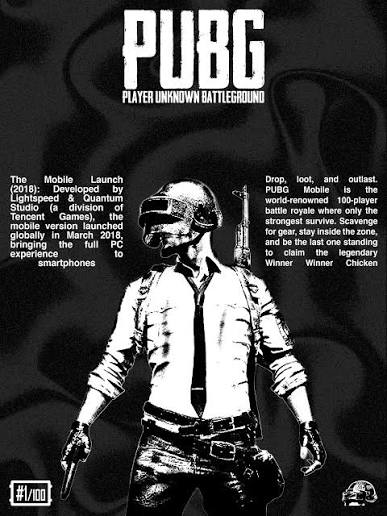 PUBG
PLAYER UNKNOWN BATTLEGROUND
The Mobile Launch
(2018): Developed by
Lightspeed & Quantum
Studio (a division of
Tencent Games), the
mobile version launched
globally in March 2018,
bringing the full PC
experience to
smartphones
Drop, loot, and outlast.
PUBG Mobile is the
world-renowned 100-player
battle royale where only the
strongest survive. Scavenge
for gear, stay inside the zone,
and be the last one standing
to claim the legendary
Winner Winner Chicken
#1/100